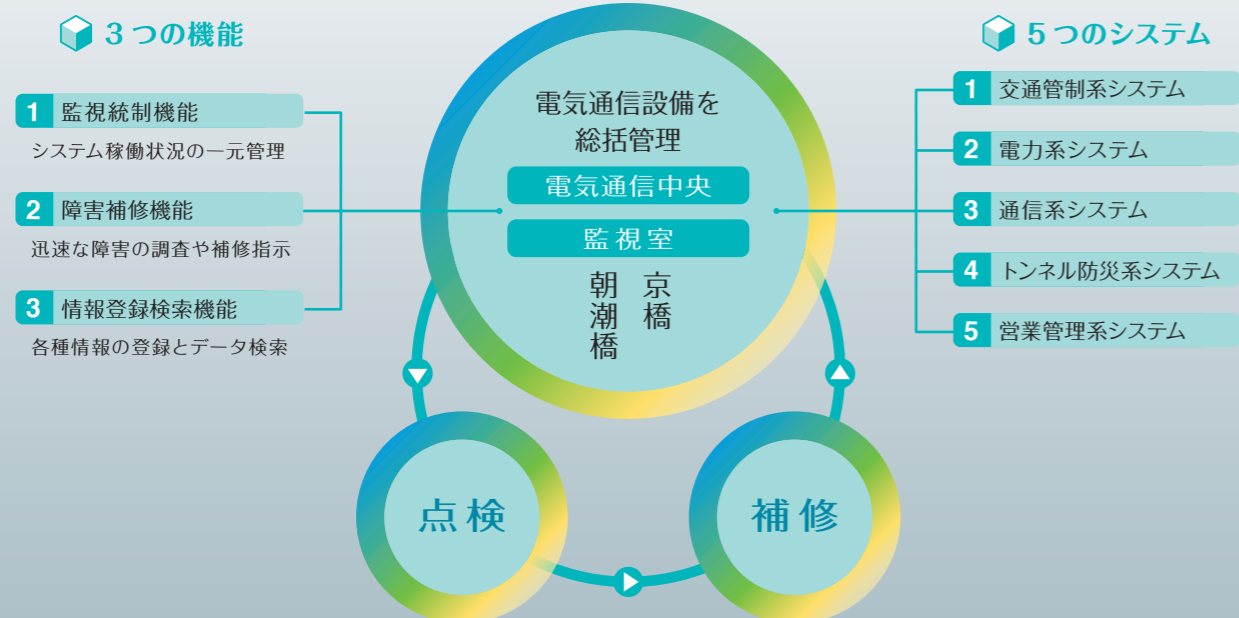 3つの機能
1 監視統制機能
システム稼働状況の一元管理
2 障害補修機能
迅速な障害の調査や補修指示
3 情報登録検索機能
各種情報の登録とデータ検索
電気通信設備を
総括管理
電気通信中央
監視室
京橋
朝潮橋
点検
補修
5つのシステム
1 交通管制系システム
2 電力系システム
3 通信系システム
4 トンネル防災系システム
5 営業管理系システム